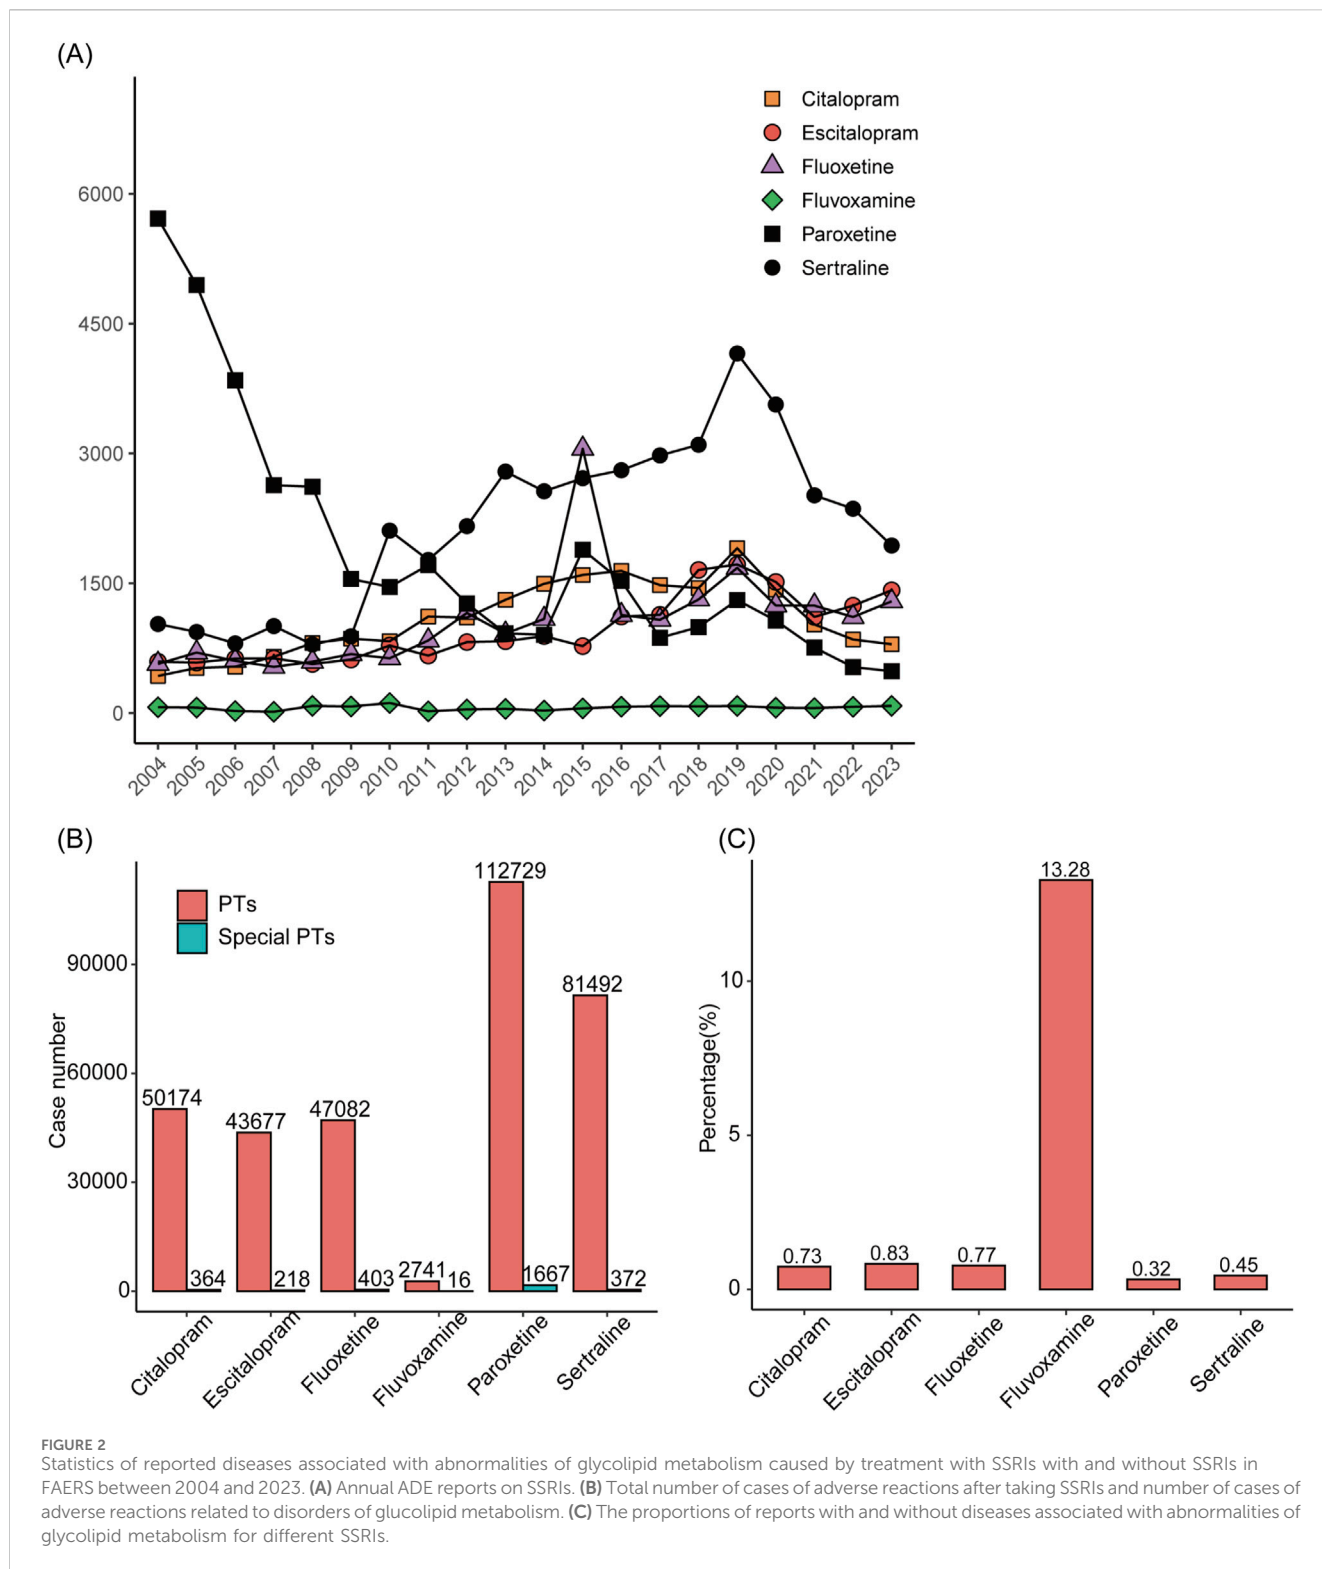 (A)
Citalopram
Escitalopram
Fluoxetine
Fluvoxamine
Paroxetine
Sertraline
6000
4500
3000
1500
0
2004 2005 2006 2007 2008 2009 2010 2011 2012 2013 2014 2015 2016 2017 2018 2019 2020 2021 2022 2023
(B)
PTs
Special PTs
Case number
90000
60000
30000
0
50174 364 43677 218 47082 403 2741 16 112729 1667 81492 372
Citalopram Escitalopram Fluoxetine Fluvoxamine Paroxetine Sertraline
(C)
Percentage(%)
10
5
0
0.73 0.83 0.77 13.28 0.32 0.45
Citalopram Escitalopram Fluoxetine Fluvoxamine Paroxetine Sertraline
FIGURE 2
Statistics of reported diseases associated with abnormalities of glycolipid metabolism caused by treatment with SSRIs with and without SSRIs in
FAERS between 2004 and 2023. (A) Annual ADE reports on SSRIs. (B) Total number of cases of adverse reactions after taking SSRIs and number of cases of
adverse reactions related to disorders of glucolipid metabolism. (C) The proportions of reports with and without diseases associated with abnormalities of
glycolipid metabolism for different SSRIs.